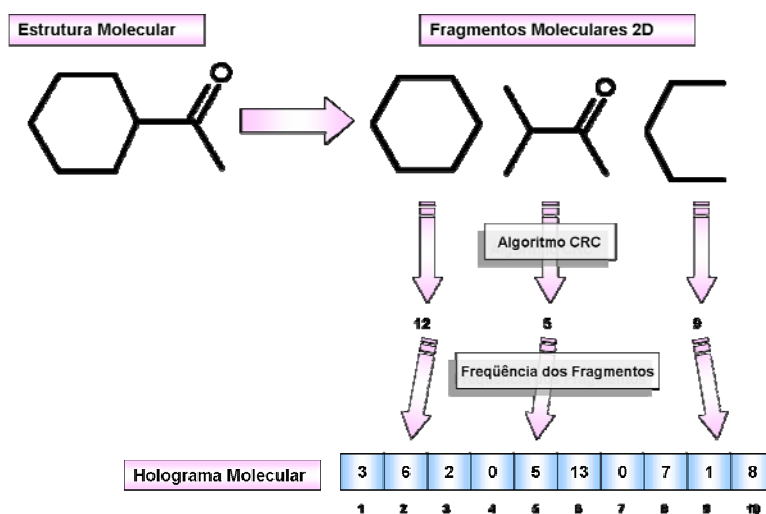 Estrutura Molecular
Fragmentos Moleculares 2D
O
O
Algoritmo CRC
12 5 9
Freqüência dos Fragmentos
Holograma Molecular
3 6 2 0 5 13 0 7 1 8
1 2 3 4 5 6 7 8 9 10